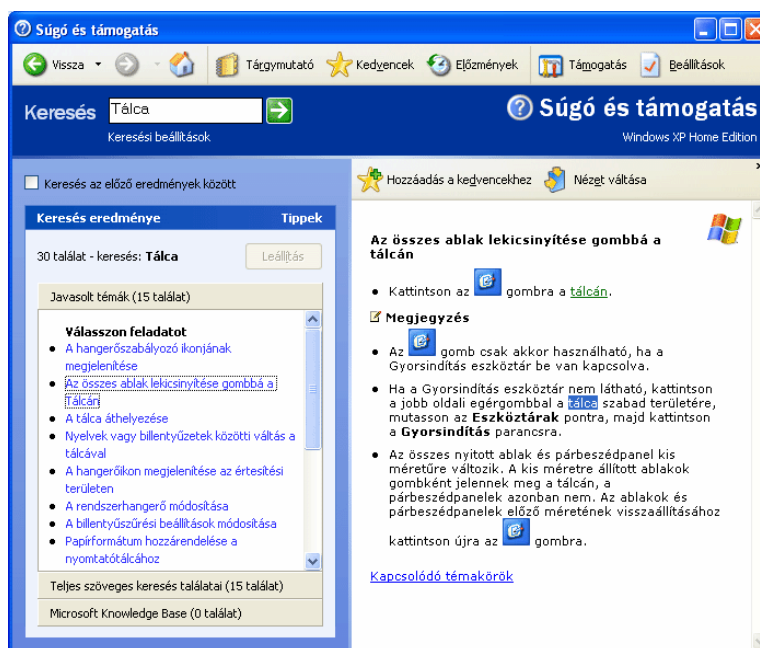 Súgó és támogatás
Vissza
Tárgymutató
Kedvencek
Előzmények
Támogatás
Beállítások
Keresés
Tálca
Keresési beállítások
Súgó és támogatás
Windows XP Home Edition
Keresés az előző eredmények között
Keresés eredménye
Tippek
30 találat - keresés: Tálca
Leállítás
Javasolt témák (15 találat)
Válasszon feladatot
A hangerőszabályozó ikonjának
megjelenítése
Az összes ablak lekicsinyítése gombbá a
Tálcán
A tálca áthelyezése
Nyelvek vagy billentyűzetek közötti váltás a
tálcával
A hangerőikon megjelenítése az értesítési
területen
A rendszerhangerő módosítása
A billentyűszűrési beállítások módosítása
Papírformátum hozzárendelése a
nyomtatótálcához
Teljes szöveges keresés találatai (15 találat)
Microsoft Knowledge Base (0 találat)
Hozzáadás a kedvencekhez
Nézet váltása
Az összes ablak lekicsinyítése gombbá a
tálcán
Kattintson az gombra a tálcán.
Megjegyzés
Az gomb csak akkor használható, ha a
Gyorsindítás eszköztár be van kapcsolva.
Ha a Gyorsindítás eszköztár nem látható, kattintson
a jobb oldali egérgombbal a tálca szabad területére,
mutasson az Eszköztárak pontra, majd kattintson
a Gyorsindítás parancsra.
Az összes nyitott ablak és párbeszédpanel kis
méretűre változik. A kis méretre állított ablakok
gombként jelennek meg a tálcán, a
párbeszédpanelek azonban nem. Az ablakok és
párbeszédpanelek előző méretének visszaállításához
kattintson újra az gombra.
Kapcsolódó témakörök